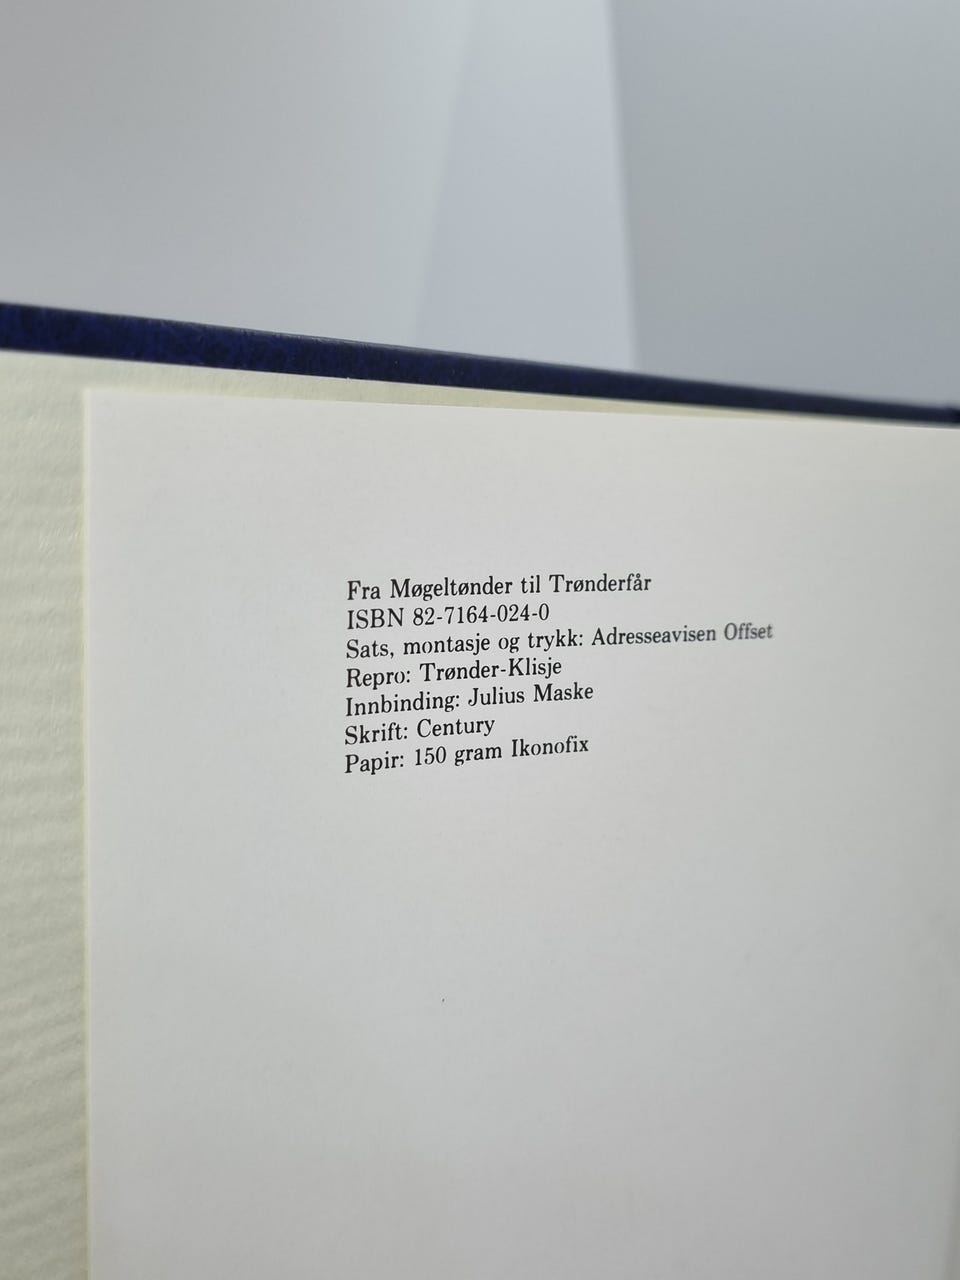 Fra Møgeltønder til Trønderfår
ISBN 82-7164-024-0
Sats, montasje og trykk: Adresseavisen Offset
Repro: Trønder-Klisje
Innbinding: Julius Maske
Skrift: Century
Papir: 150 gram Ikonofix